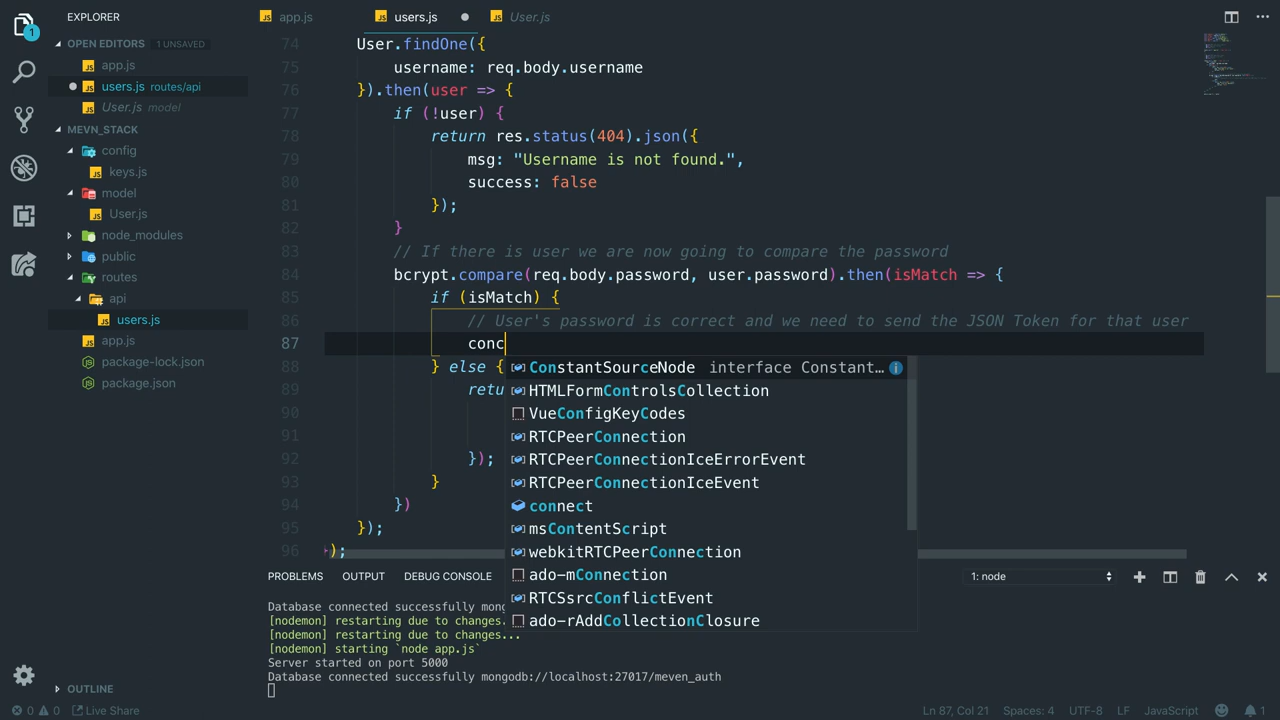 EXPLORER
app.js
users.js
User.js
OPEN EDITORS 1 UNSAVED
app.js
users.js routes/api
User.js model
MEVN_STACK
config
keys.js
model
User.js
node_modules
public
routes
api
users.js
app.js
package-lock.json
package.json
OUTLINE
74 User.findOne({
75 username: req.body.username
76 }).then(user => {
77 if (!user) {
78 return res.status(404).json({
79 msg: "Username is not found.",
80 success: false
81 });
82 }
83 // If there is user we are now going to compare the password
84 bcrypt.compare(req.body.password, user.password).then(isMatch => {
85 if (isMatch) {
86 // User's password is correct and we need to send the JSON Token for that user
87 conc
88 } else {
89 retu
90
91
92 });
93 }
94 })
95 });
96 );
ConstantSourceNode interface Constant…
HTMLFormControlsCollection
VueConfigKeyCodes
RTCPeerConnection
RTCPeerConnectionIceErrorEvent
RTCPeerConnectionIceEvent
connect
msContentScript
webkitRTCPeerConnection
ado-mConnection
RTCSsrcConflictEvent
ado-rAddCollectionClosure
PROBLEMS OUTPUT DEBUG CONSOLE 1: node
Database connected successfully mong
[nodemon] restarting due to changes...
[nodemon] restarting due to changes...
[nodemon] starting `node app.js`
Server started on port 5000
Database connected successfully mongodb://localhost:27017/meven_auth
0 0 Live Share Ln 87, Col 21 Spaces: 4 UTF-8 LF JavaScript 1